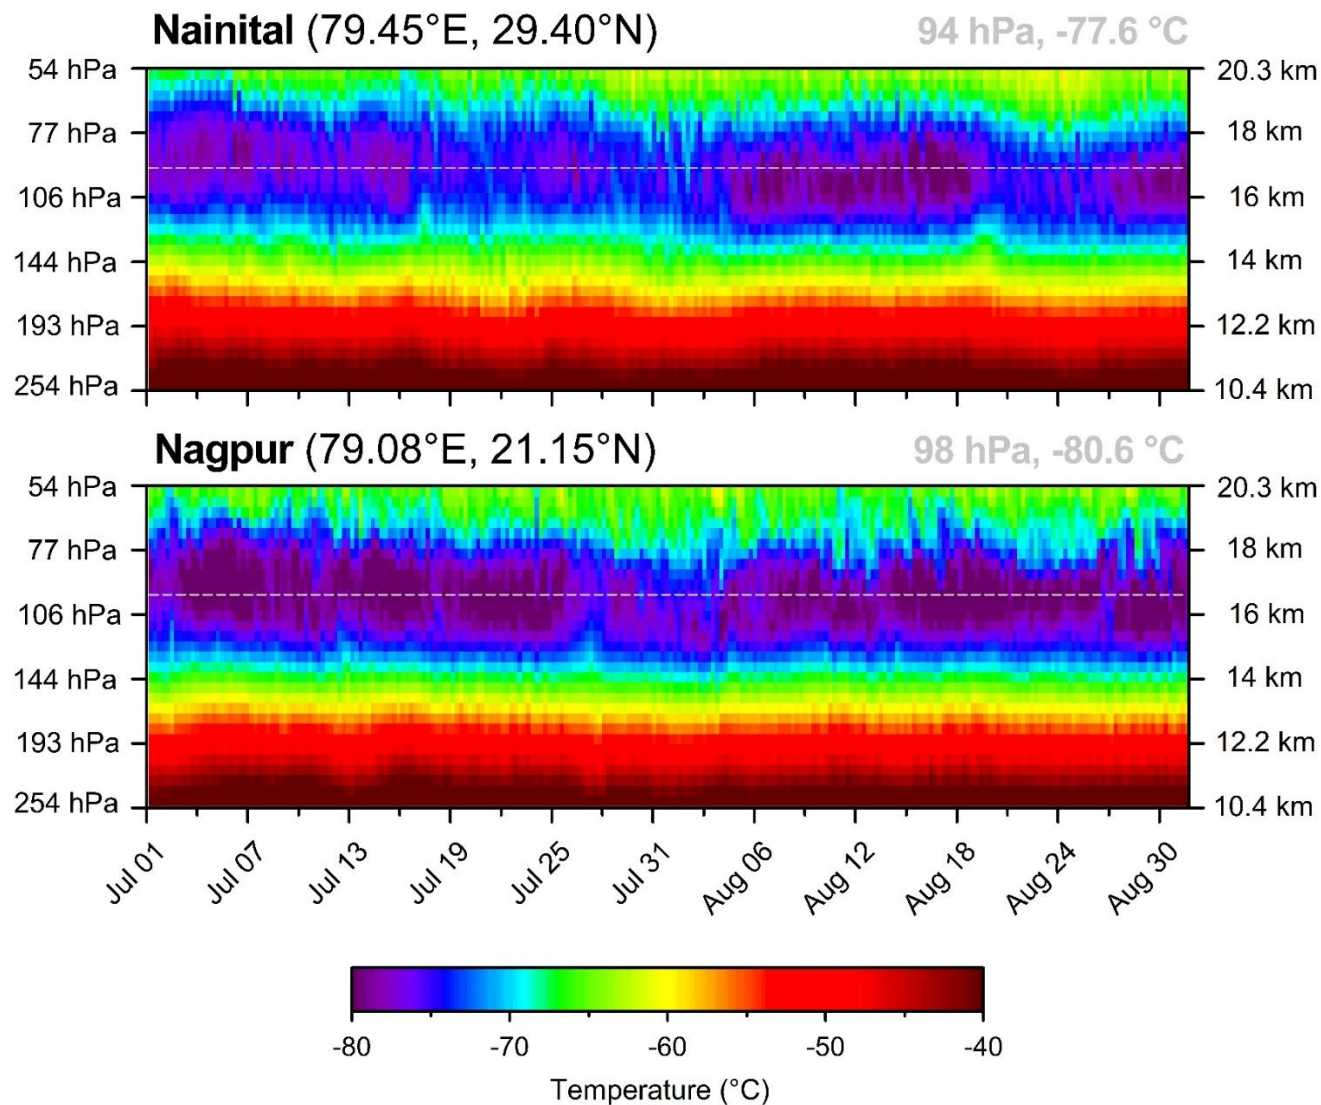 Nainital (79.45°E, 29.40°N) 94 hPa, -77.6 °C
54 hPa 20.3 km
77 hPa 18 km
106 hPa 16 km
144 hPa 14 km
193 hPa 12.2 km
254 hPa 10.4 km
Nagpur (79.08°E, 21.15°N) 98 hPa, -80.6 °C
54 hPa 20.3 km
77 hPa 18 km
106 hPa 16 km
144 hPa 14 km
193 hPa 12.2 km
254 hPa 10.4 km
Jul 01 Jul 07 Jul 13 Jul 19 Jul 25 Jul 31 Aug 06 Aug 12 Aug 18 Aug 24 Aug 30
-80 -70 -60 -50 -40
Temperature (°C)